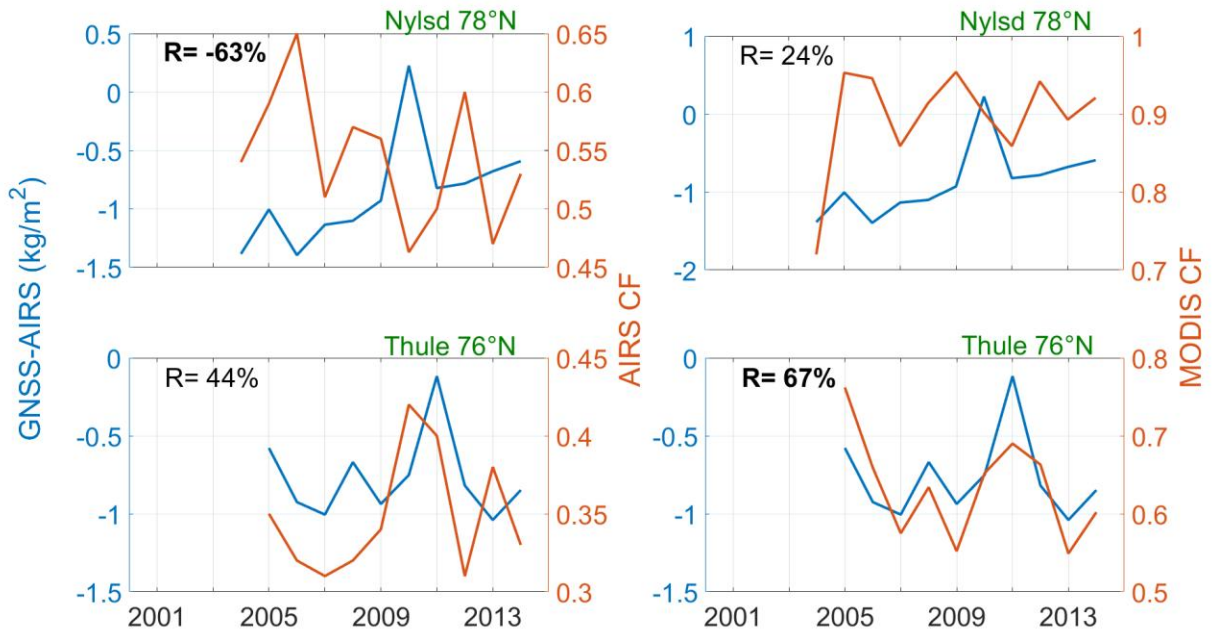 Nylsd 78°N
R= -63%
0.5
0
-0.5
-1
-1.5
0.65
0.6
0.55
0.5
0.45
Nylsd 78°N
R= 24%
1
0
-1
-2
1
0.9
0.8
0.7
GNSS-AIRS (kg/m²)
AIRS CF
MODIS CF
Thule 76°N
R= 44%
0
-0.5
-1
-1.5
0.45
0.4
0.35
0.3
2001 2005 2009 2013
Thule 76°N
R= 67%
0
-0.5
-1
-1.5
0.8
0.7
0.6
0.5
2001 2005 2009 2013